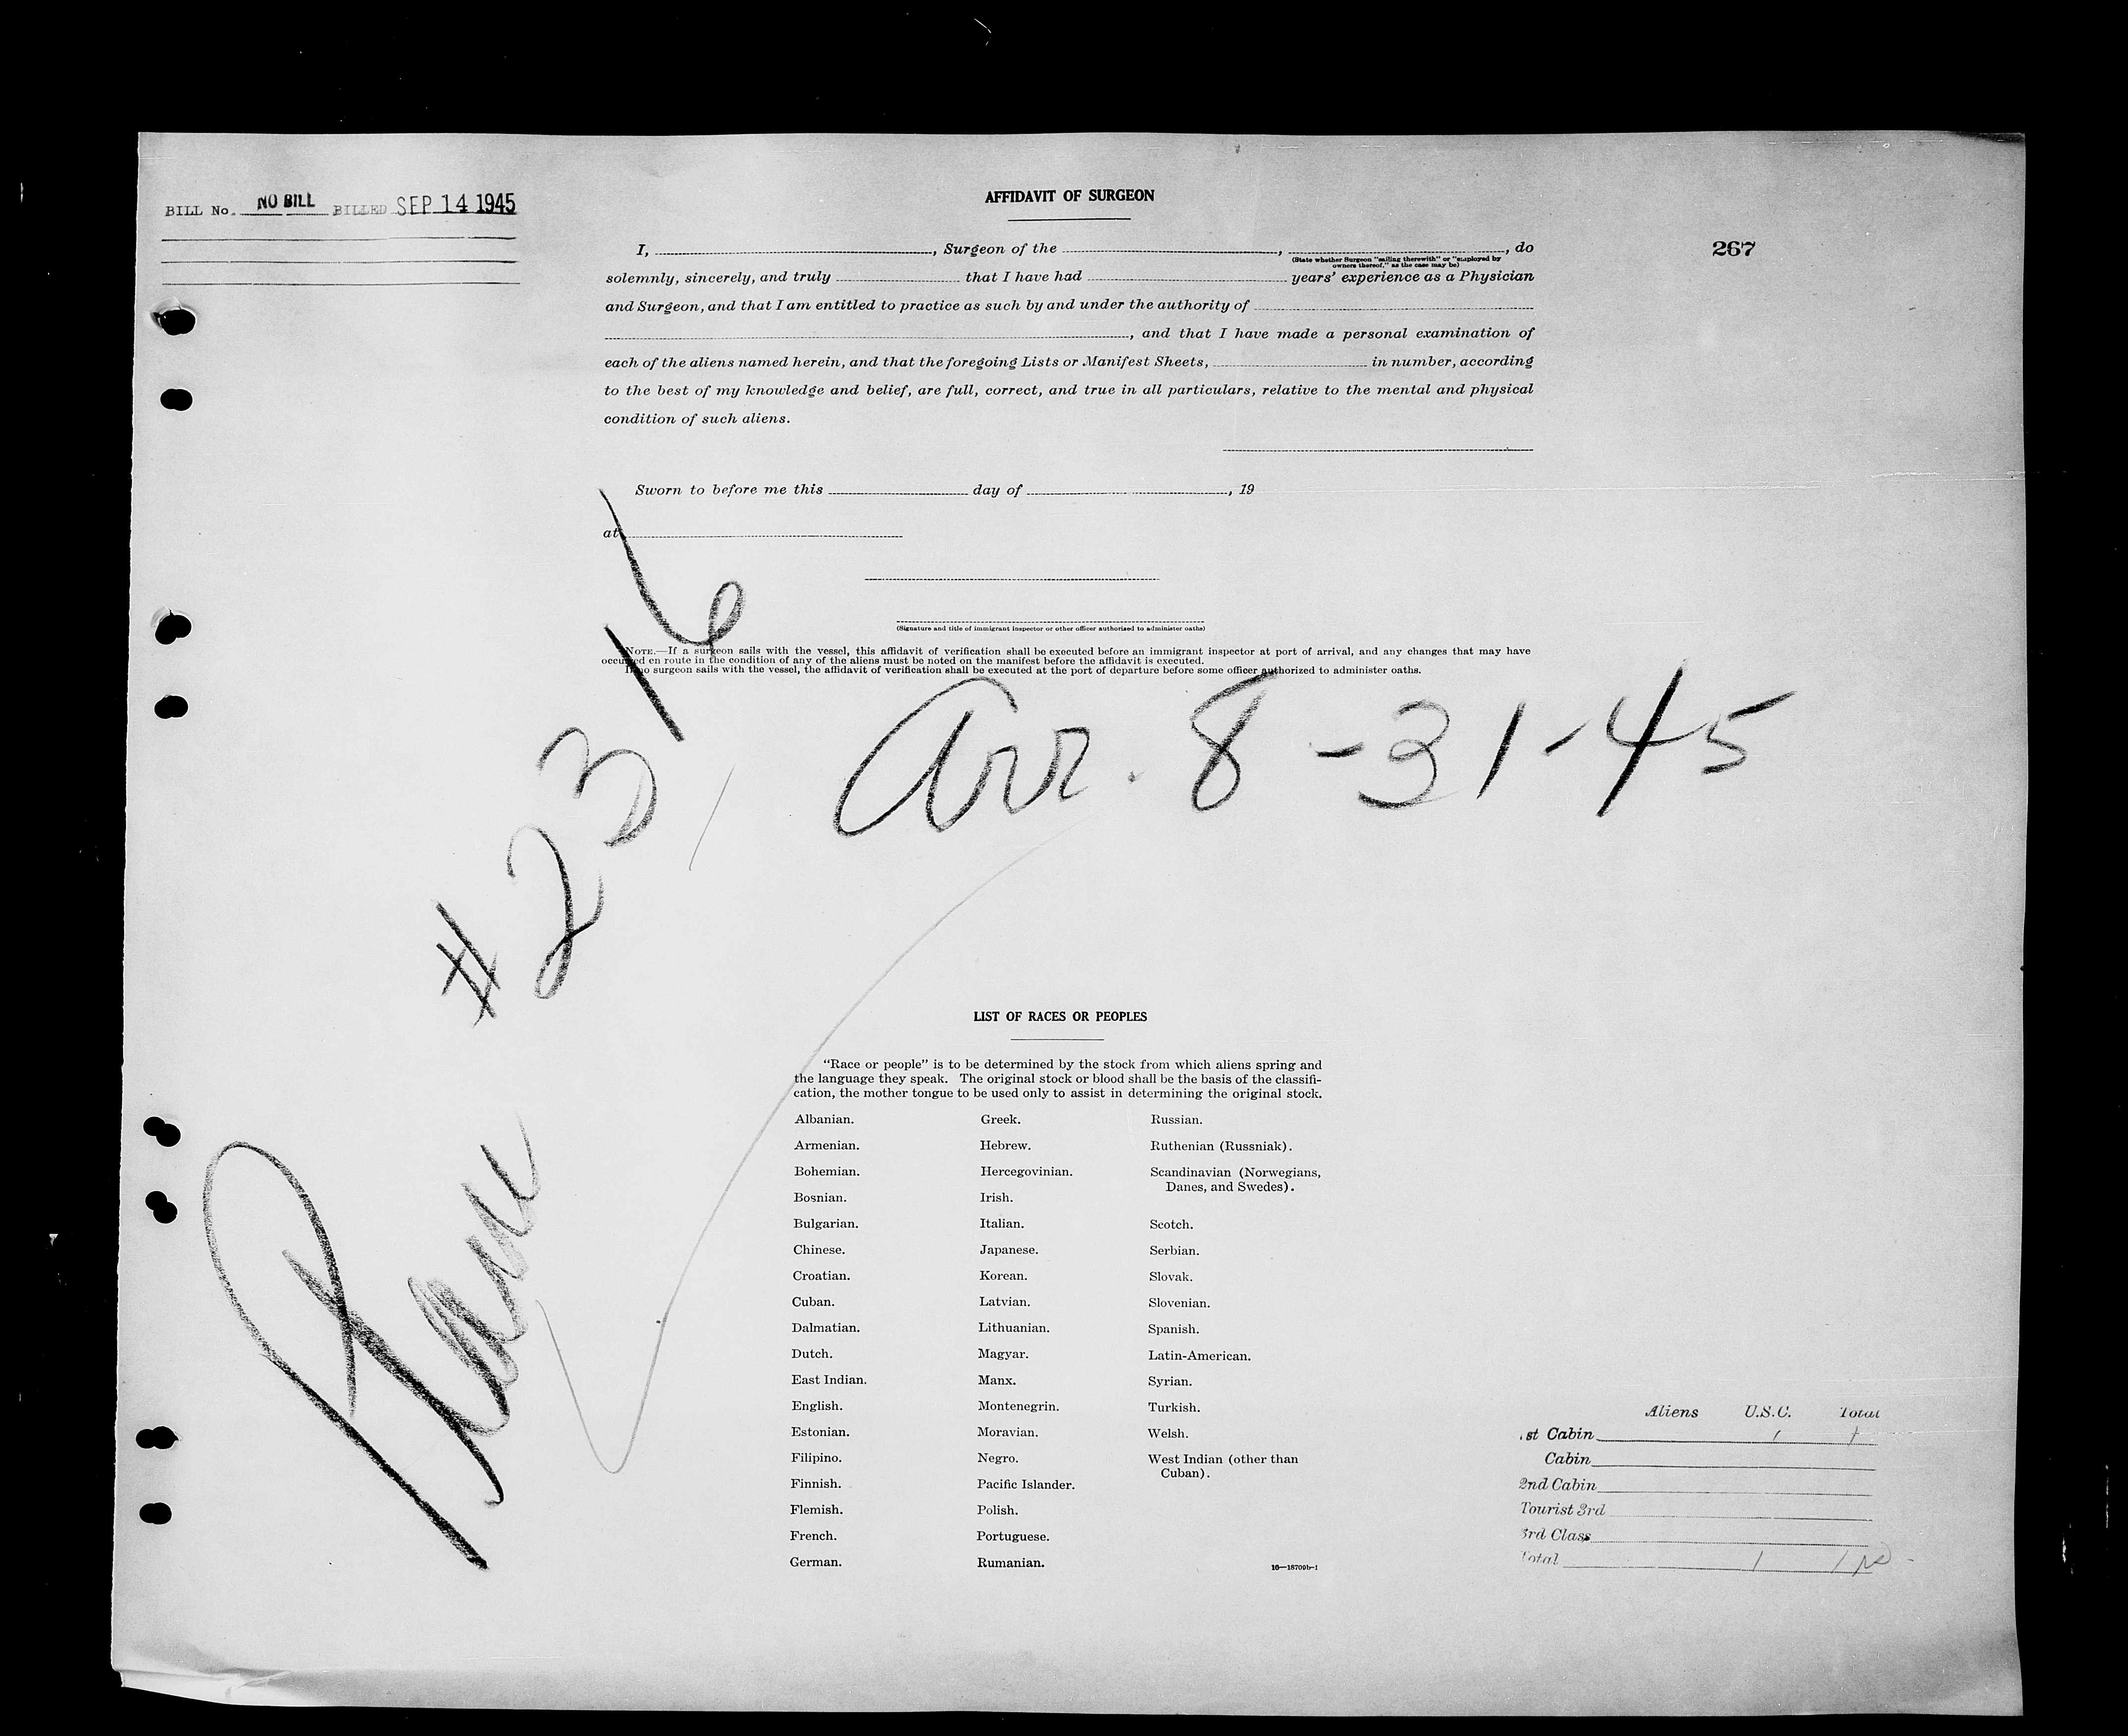 BILL No. NO BILL BILLED SEP 14 1945
AFFIDAVIT OF SURGEON
267
I, , Surgeon of the , , do
(State whether Surgeon "sailing therewith" or "employed by
owners thereof," as the case may be)
solemnly, sincerely, and truly that I have had years' experience as a Physician
and Surgeon, and that I am entitled to practice as such by and under the authority of
, and that I have made a personal examination of
each of the aliens named herein, and that the foregoing Lists or Manifest Sheets, in number, according
to the best of my knowledge and belief, are full, correct, and true in all particulars, relative to the mental and physical
condition of such aliens.
Sworn to before me this day of , 19
at
(Signature and title of immigrant inspector or other officer authorized to administer oaths)
NOTE.—If a surgeon sails with the vessel, this affidavit of verification shall be executed before an immigrant inspector at port of arrival, and any changes that may have
occurred en route in the condition of any of the aliens must be noted on the manifest before the affidavit is executed.
If no surgeon sails with the vessel, the affidavit of verification shall be executed at the port of departure before some officer authorized to administer oaths.
#2316
Arr. 8-31-45
LIST OF RACES OR PEOPLES
"Race or people" is to be determined by the stock from which aliens spring and
the language they speak. The original stock or blood shall be the basis of the classifi-
cation, the mother tongue to be used only to assist in determining the original stock.
Albanian. Greek. Russian.
Armenian. Hebrew. Ruthenian (Russniak).
Bohemian. Hercegovinian. Scandinavian (Norwegians,
Danes, and Swedes).
Bosnian. Irish.
Bulgarian. Italian. Scotch.
Chinese. Japanese. Serbian.
Croatian. Korean. Slovak.
Cuban. Latvian. Slovenian.
Dalmatian. Lithuanian. Spanish.
Dutch. Magyar. Latin-American.
East Indian. Manx. Syrian.
English. Montenegrin. Turkish.
Estonian. Moravian. Welsh.
Filipino. Negro. West Indian (other than
Cuban).
Finnish. Pacific Islander.
Flemish. Polish.
French. Portuguese.
German. Rumanian.
16—18709b-1
Aliens U.S.C. Total
st Cabin 1 1
Cabin
2nd Cabin
Tourist 3rd
3rd Class
Total 1 1